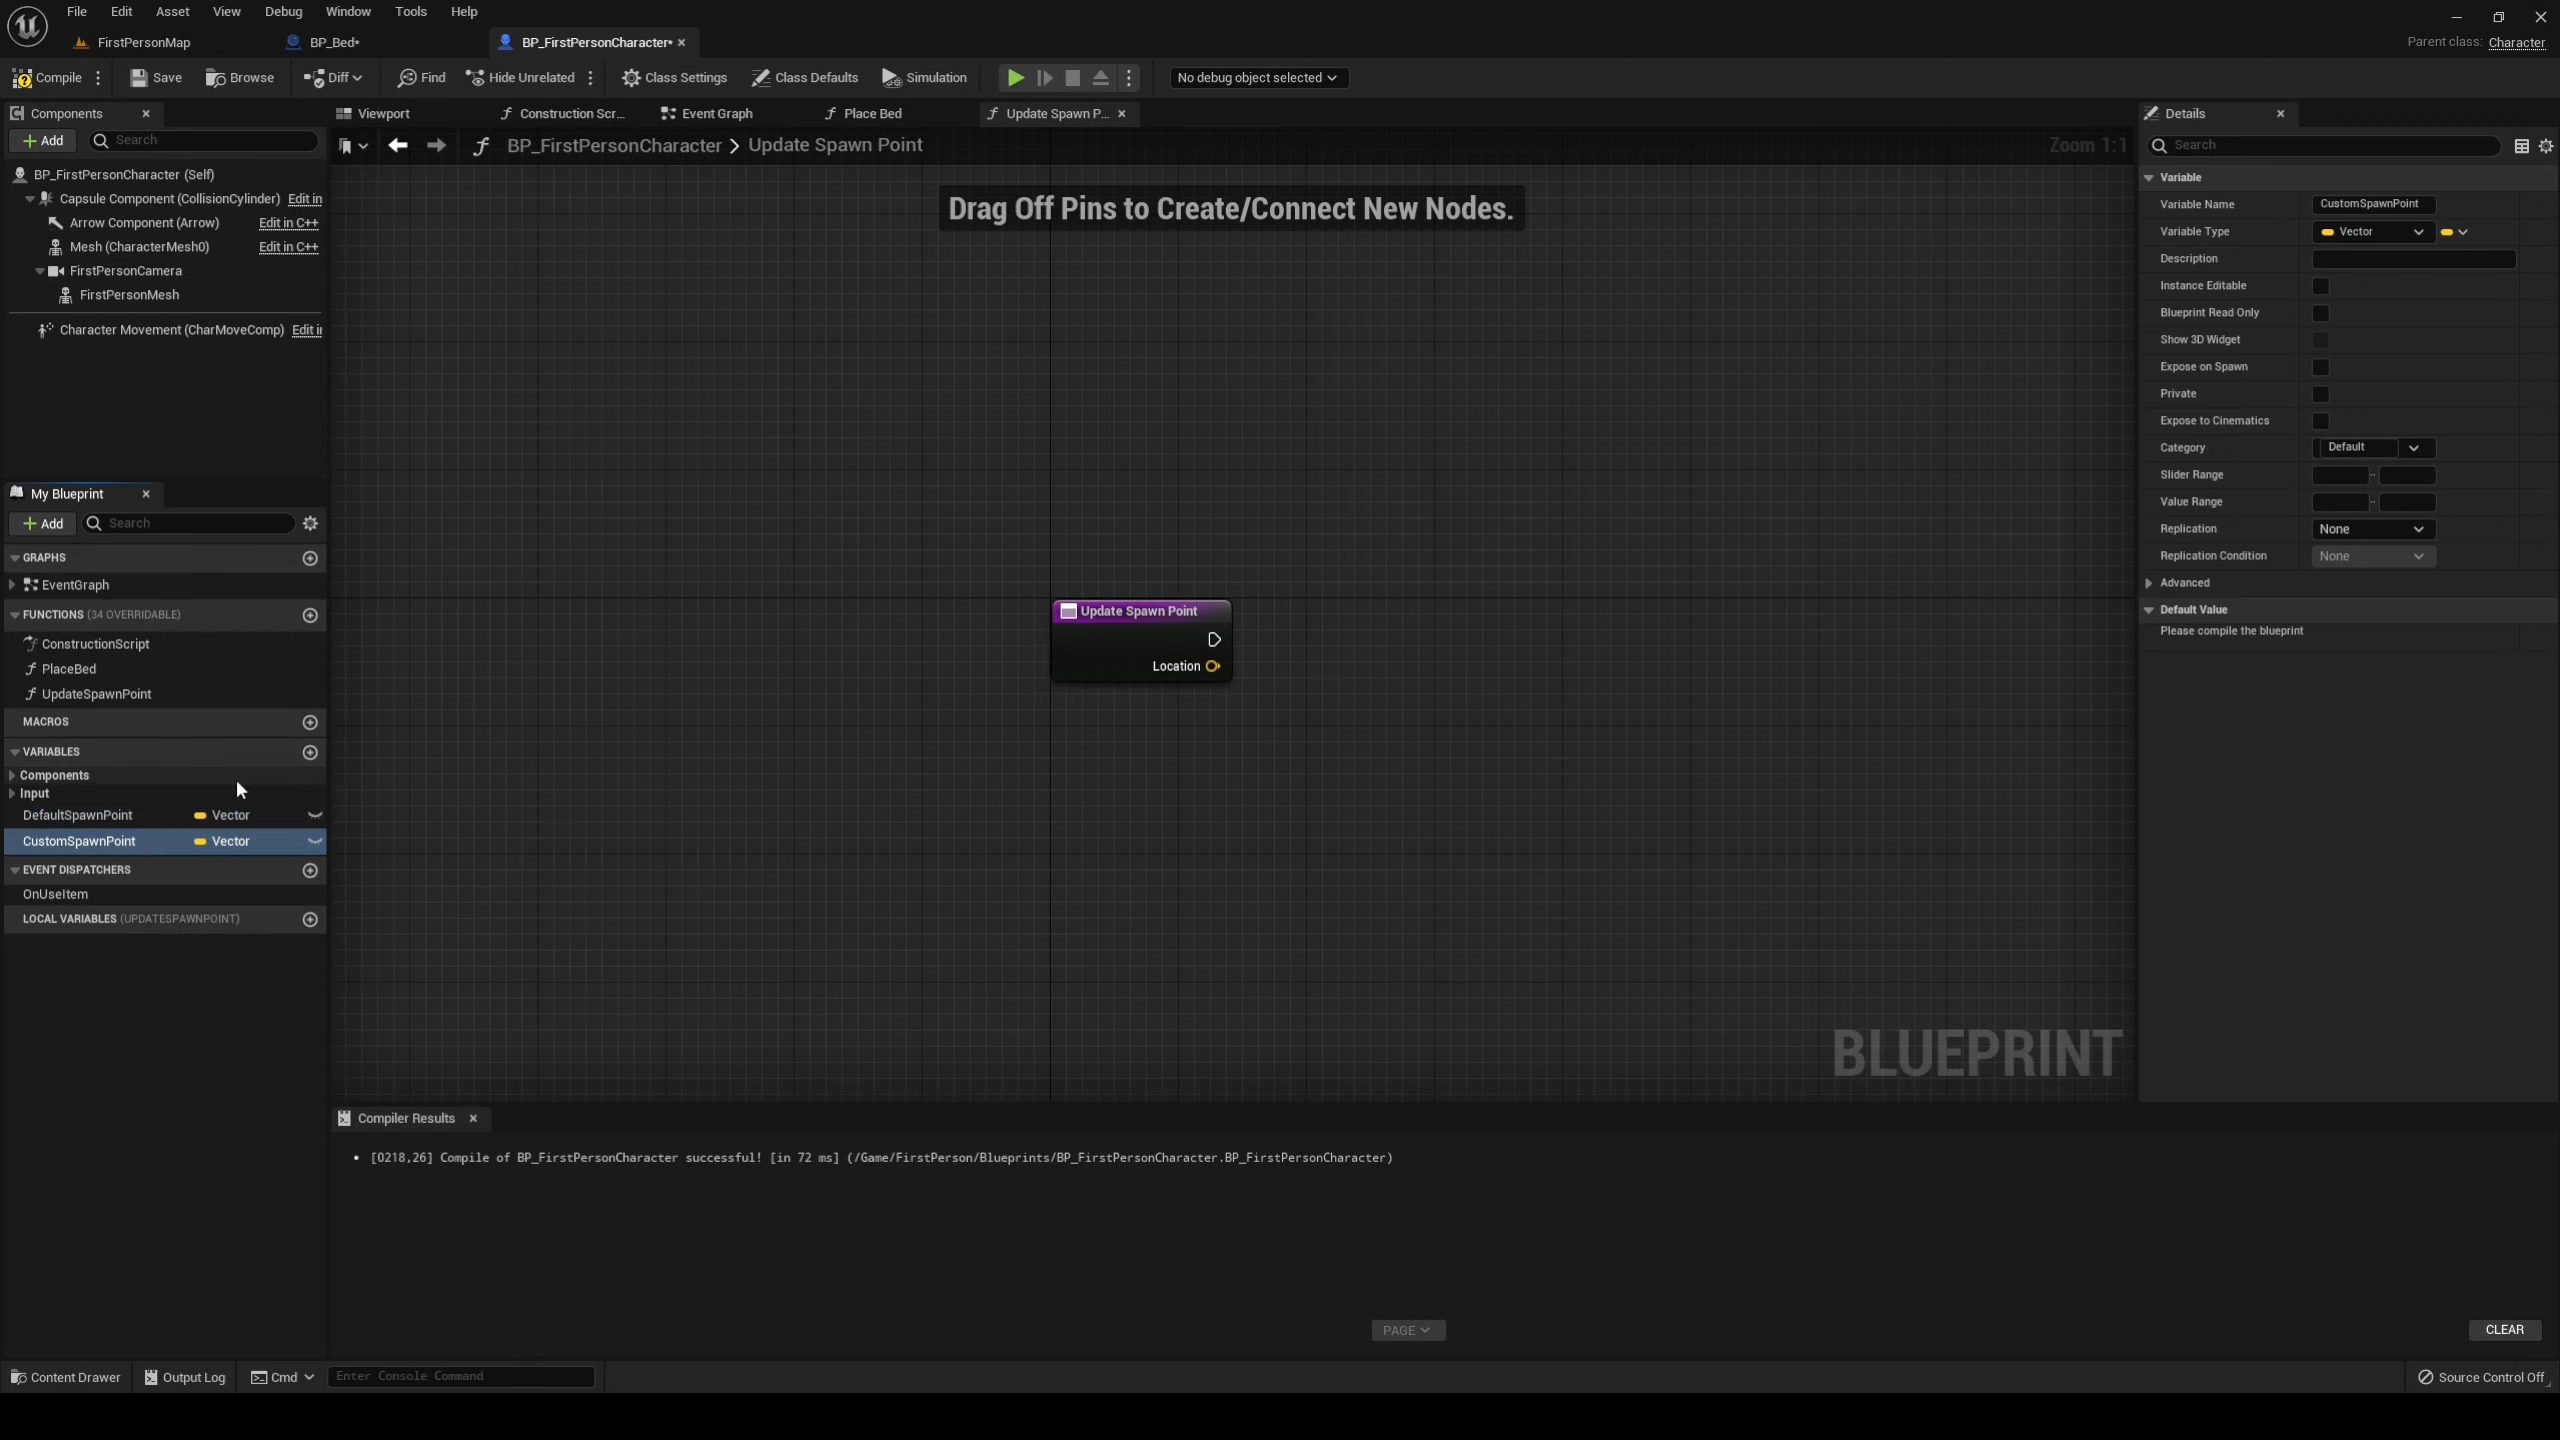 File Edit Asset View Debug Window Tools Help
FirstPersonMap BP_Bed* BP_FirstPersonCharacter*
Parent class: Character
Compile Save Browse Diff Find Hide Unrelated Class Settings Class Defaults Simulation No debug object selected
Components
Add Search
BP_FirstPersonCharacter (Self)
Capsule Component (CollisionCylinder) Edit in
Arrow Component (Arrow) Edit in C++
Mesh (CharacterMesh0) Edit in C++
FirstPersonCamera
FirstPersonMesh
Character Movement (CharMoveComp) Edit in
My Blueprint
Add Search
GRAPHS
EventGraph
FUNCTIONS (34 OVERRIDABLE)
ConstructionScript
PlaceBed
UpdateSpawnPoint
MACROS
VARIABLES
Components
Input
DefaultSpawnPoint Vector
CustomSpawnPoint Vector
EVENT DISPATCHERS
OnUseItem
LOCAL VARIABLES (UPDATESPAWNPOINT)
Viewport Construction Scr... Event Graph Place Bed Update Spawn P...
BP_FirstPersonCharacter > Update Spawn Point
Zoom 1:1
Drag Off Pins to Create/Connect New Nodes.
Update Spawn Point
Location
BLUEPRINT
Compiler Results
[0218,26] Compile of BP_FirstPersonCharacter successful! [in 72 ms] (/Game/FirstPerson/Blueprints/BP_FirstPersonCharacter.BP_FirstPersonCharacter)
PAGE
CLEAR
Details
Search
Variable
Variable Name CustomSpawnPoint
Variable Type Vector
Description
Instance Editable
Blueprint Read Only
Show 3D Widget
Expose on Spawn
Private
Expose to Cinematics
Category Default
Slider Range
Value Range
Replication None
Replication Condition None
Advanced
Default Value
Please compile the blueprint
Content Drawer Output Log Cmd Enter Console Command Source Control Off